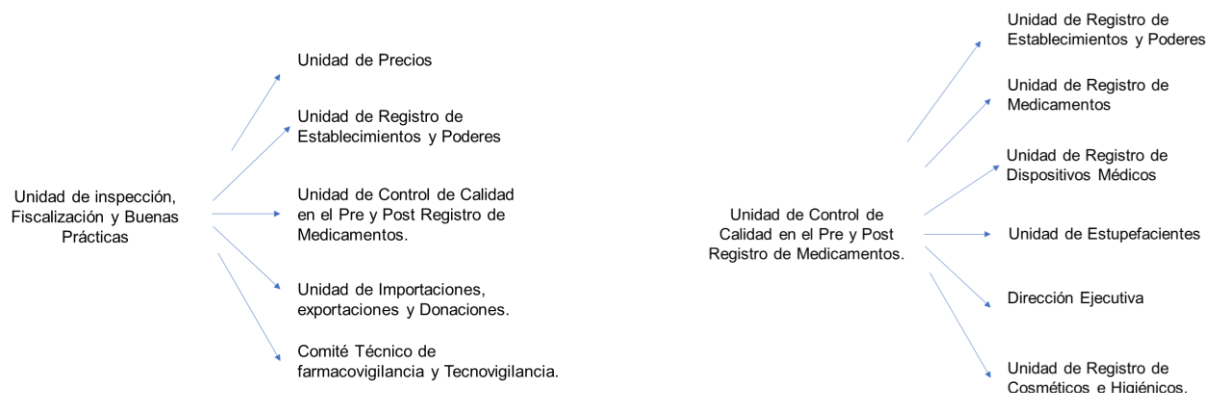 Unidad de inspección,
Fiscalización y Buenas
Prácticas
Unidad de Precios
Unidad de Registro de
Establecimientos y Poderes
Unidad de Control de Calidad
en el Pre y Post Registro de
Medicamentos.
Unidad de Importaciones,
exportaciones y Donaciones.
Comité Técnico de
farmacovigilancia y Tecnovigilancia.
Unidad de Control de
Calidad en el Pre y Post
Registro de Medicamentos.
Unidad de Registro de
Establecimientos y Poderes
Unidad de Registro de
Medicamentos
Unidad de Registro de
Dispositivos Médicos
Unidad de Estupefacientes
Dirección Ejecutiva
Unidad de Registro de
Cosméticos e Higiénicos.